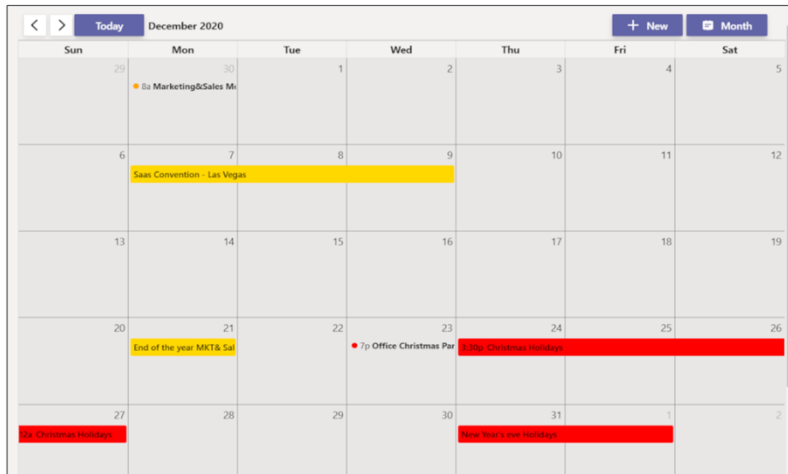 Today December 2020 + New Month
Sun Mon Tue Wed Thu Fri Sat
29 30 1 2 3 4 5
8a Marketing&Sales Me
6 7 8 9 10 11 12
Saas Convention - Las Vegas
13 14 15 16 17 18 19
20 21 22 23 24 25 26
End of the year MKT& Sal 7p Office Christmas Par 3:30p Christmas Holidays
27 28 29 30 31 1 2
12a Christmas Holidays New Year's eve Holidays